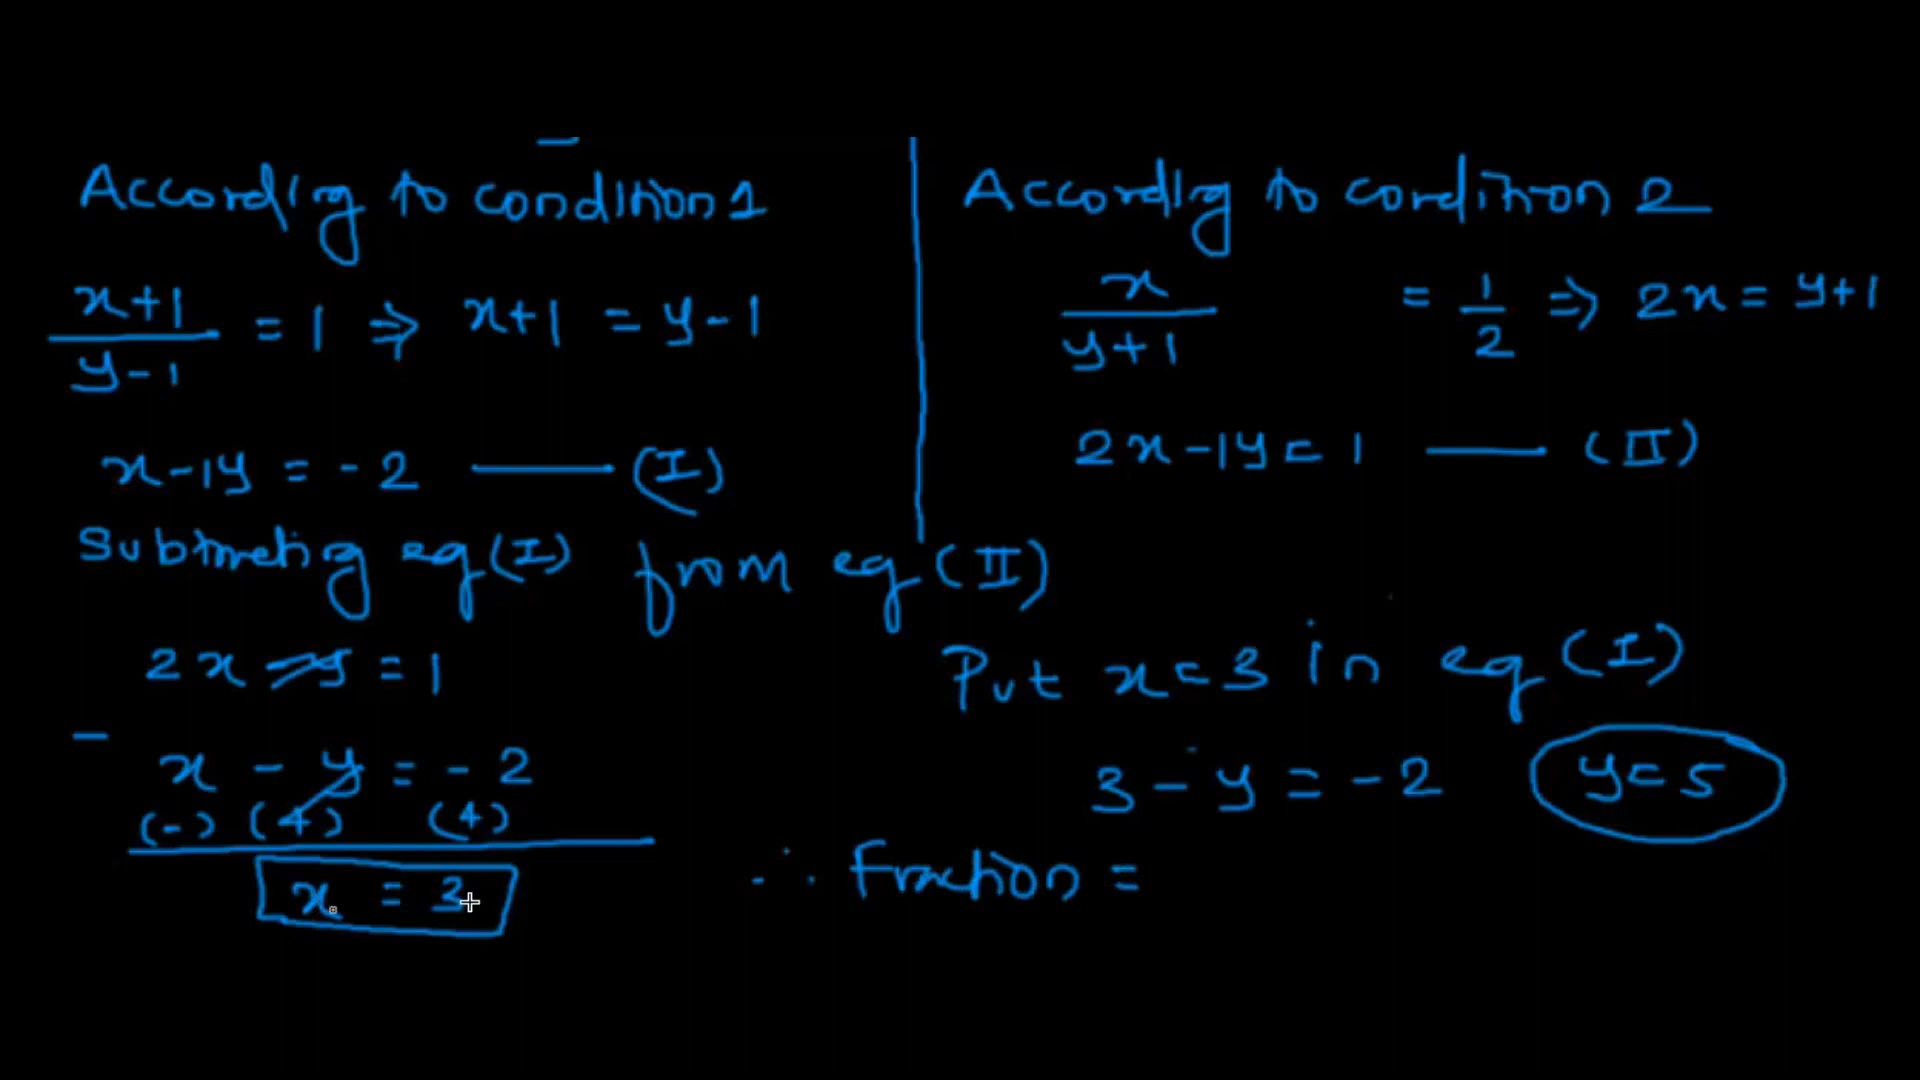 According to condition 1
x+1/y-1 = 1 ⇒ x+1 = y-1
x-1y = -2 —— (I)
According to condition 2
x/y+1 = 1/2 ⇒ 2x = y+1
2x-1y = 1 —— (II)
Subtracting eq (I) from eq (II)
2x - y = 1
- x - y = -2
(-) (+) (+)
x = 3
Put x = 3 in eq (I)
3 - y = -2 y = 5
∴ Fraction =